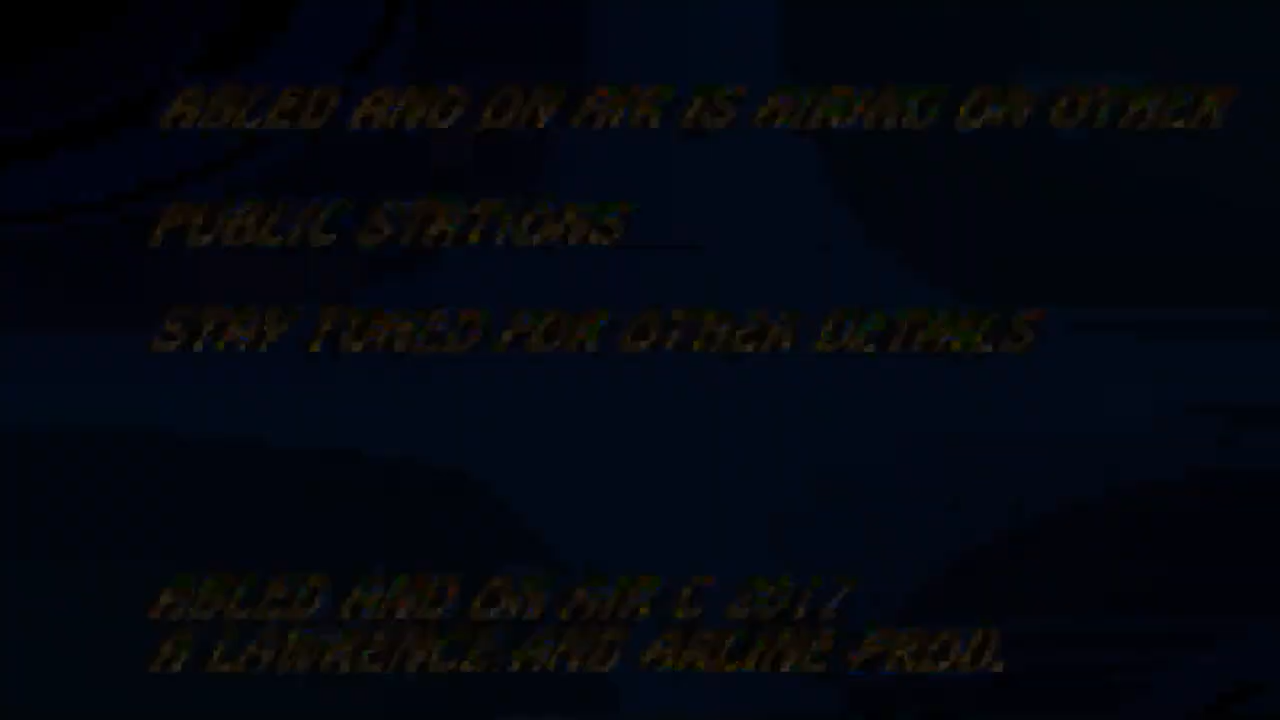 ABLED AND ON AIR IS AIRING ON OTHER
PUBLIC STATIONS
STAY TUNED FOR OTHER DETAILS
ABLED AND ON AIR C 2017
A LAWRENCE AND ARLINE PROD.